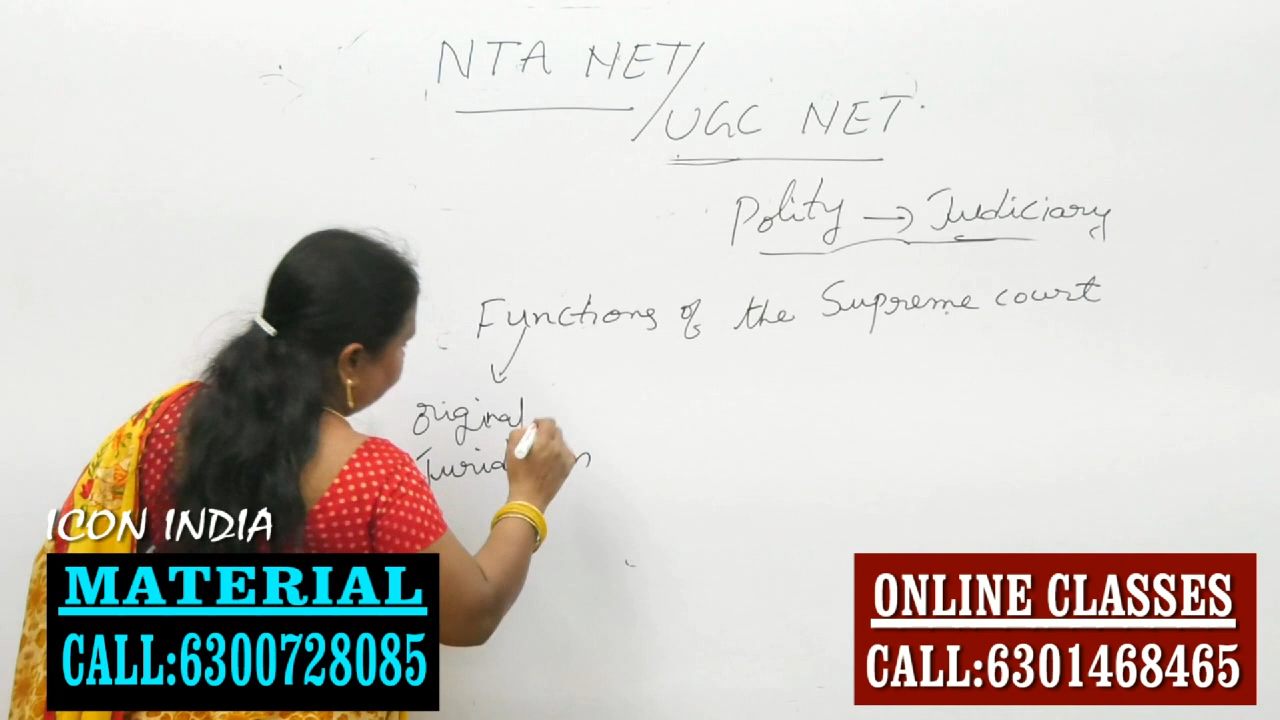 NTA NET/
UGC NET.
Polity → Judiciary
Functions of the Supreme court
original
ICON INDIA
MATERIAL
CALL:6300728085
ONLINE CLASSES
CALL:6301468465